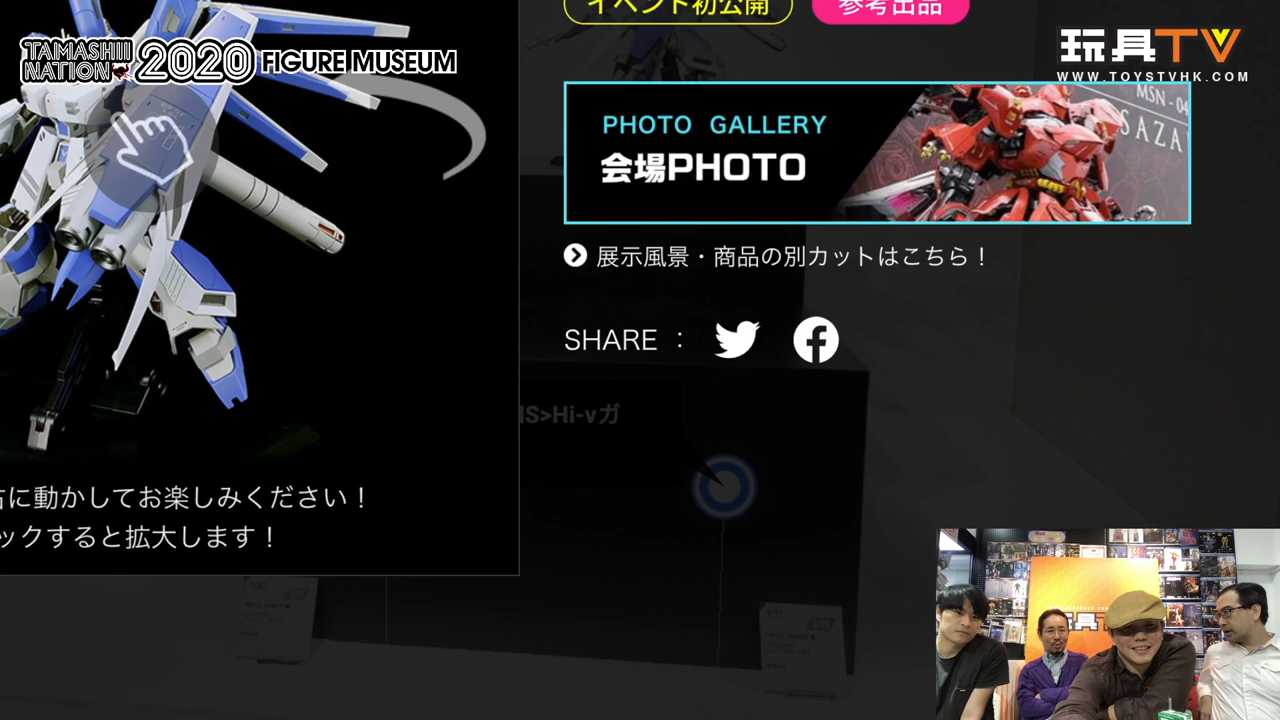 イベント初公開
参考出品
TAMASHII NATION 2020 FIGURE MUSEUM
玩具TV
WWW.TOYSTVHK.COM
PHOTO GALLERY
会場PHOTO
MSN-04
SAZA
展示風景・商品の別カットはこちら！
SHARE ：
IS>Hi-νガ
に動かしてお楽しみください！
ックすると拡大します！